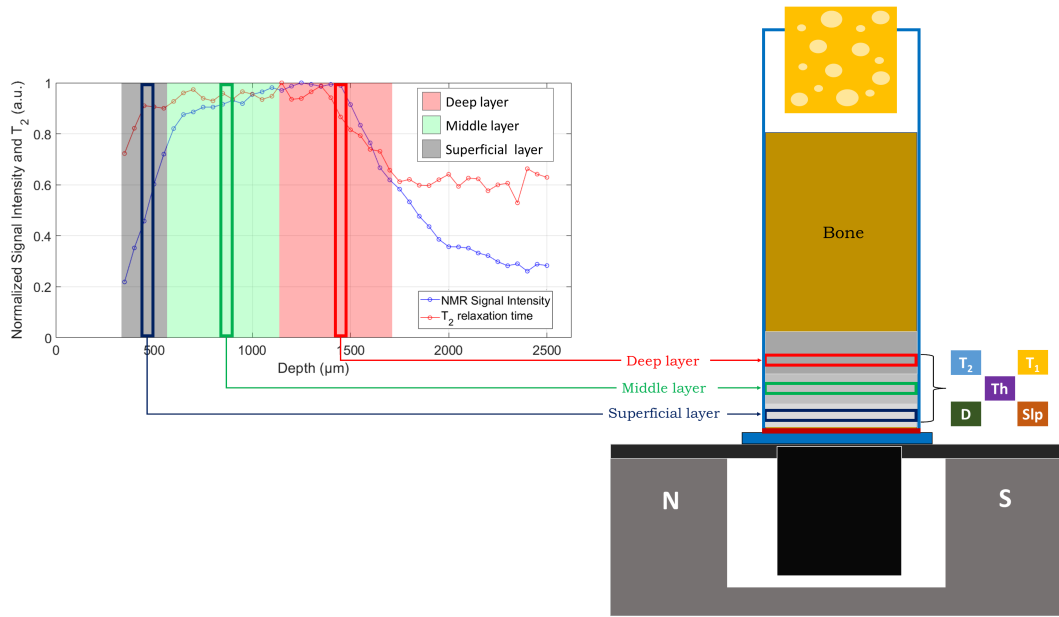 Normalized Signal Intensity and T2 (a.u.)
1
0.8
0.6
0.4
0.2
0
0
500
1000
1500
2000
2500
Depth (μm)
Deep layer
Middle layer
Superficial layer
NMR Signal Intensity
T2 relaxation time
Bone
Deep layer
Middle layer
Superficial layer
T2
T1
Th
D
Slp
N
S